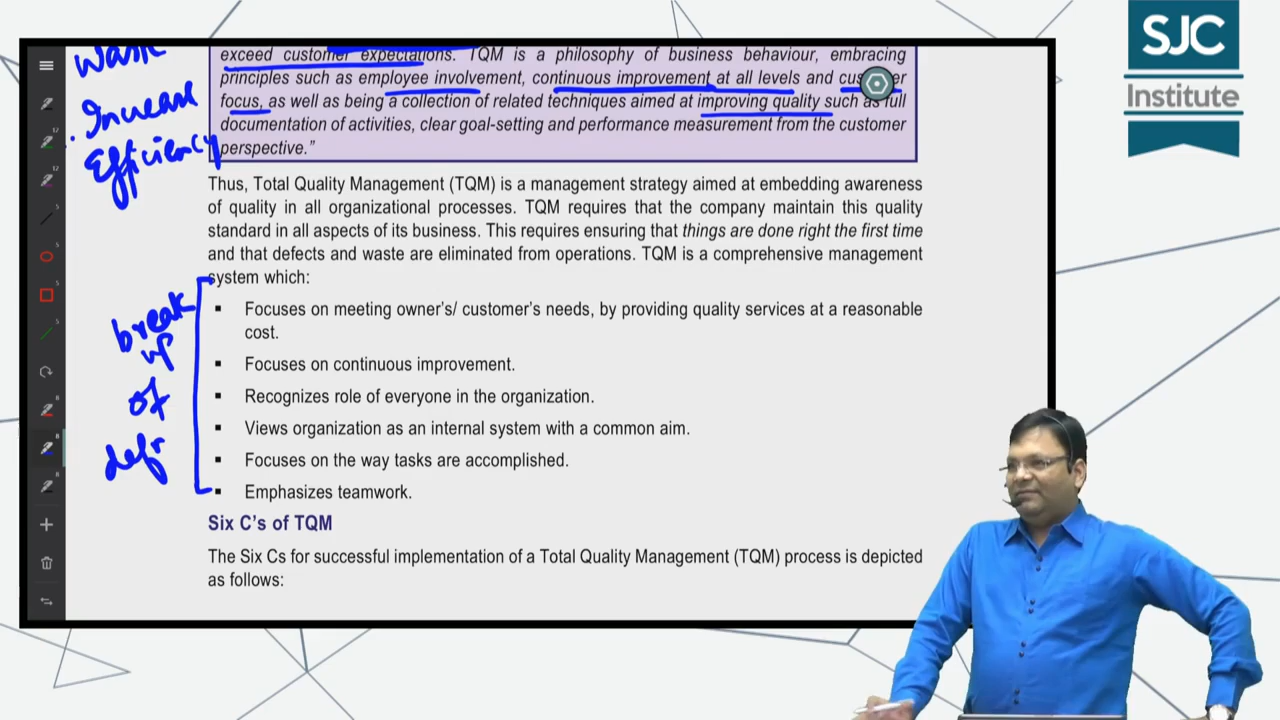 SJC
Institute
Waste
Increase
Efficiency
exceed customer expectations. TQM is a philosophy of business behaviour, embracing
principles such as employee involvement, continuous improvement at all levels and customer
focus, as well as being a collection of related techniques aimed at improving quality such as full
documentation of activities, clear goal-setting and performance measurement from the customer
perspective.”
Thus, Total Quality Management (TQM) is a management strategy aimed at embedding awareness
of quality in all organizational processes. TQM requires that the company maintain this quality
standard in all aspects of its business. This requires ensuring that things are done right the first time
and that defects and waste are eliminated from operations. TQM is a comprehensive management
system which:
break
up
of
defn
▪ Focuses on meeting owner’s/ customer’s needs, by providing quality services at a reasonable
cost.
▪ Focuses on continuous improvement.
▪ Recognizes role of everyone in the organization.
▪ Views organization as an internal system with a common aim.
▪ Focuses on the way tasks are accomplished.
▪ Emphasizes teamwork.
Six C’s of TQM
The Six Cs for successful implementation of a Total Quality Management (TQM) process is depicted
as follows: